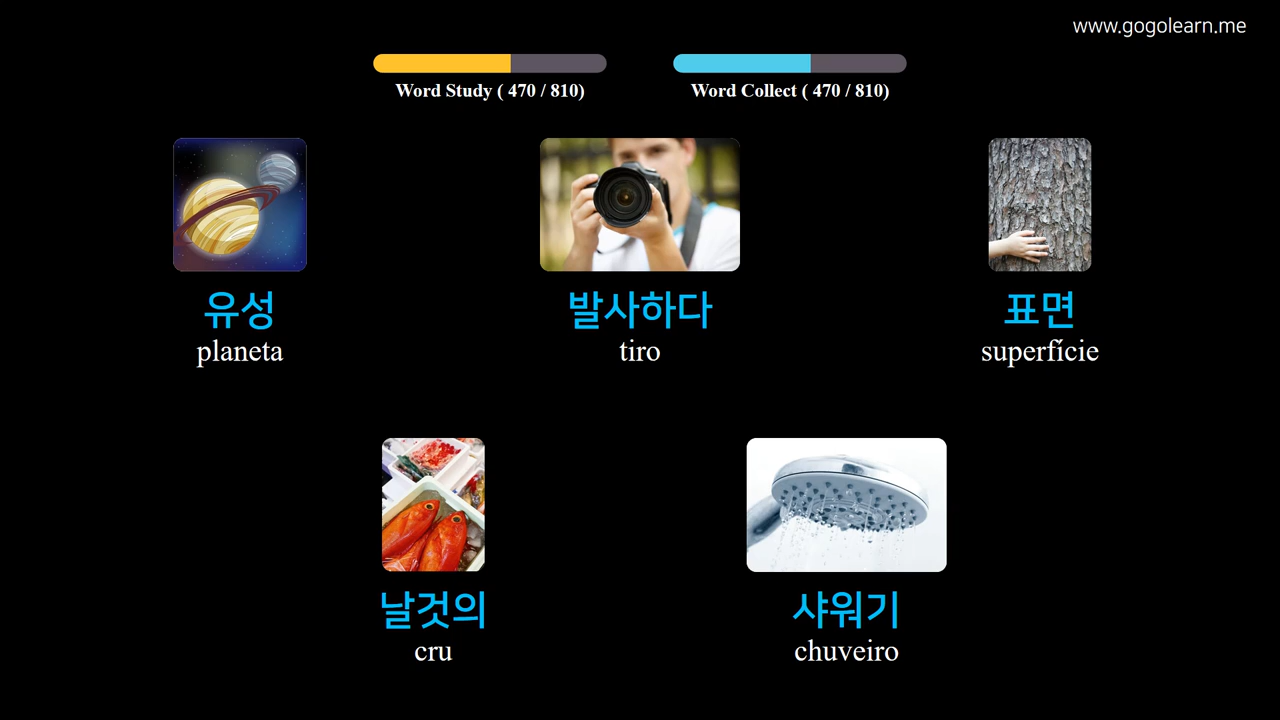 www.gogolearn.me
Word Study ( 470 / 810)
Word Collect ( 470 / 810)
유성
planeta
발사하다
tiro
표면
superfície
날것의
cru
샤워기
chuveiro